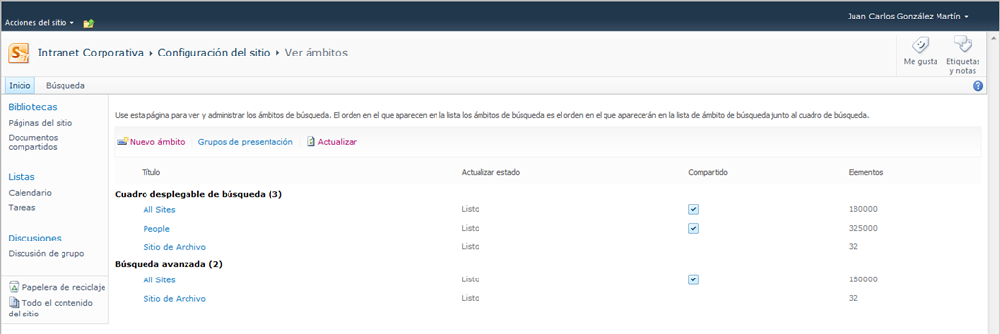 Juan Carlos González Martín
Acciones del sitio
Intranet Corporativa Configuración del sitio Ver ámbitos
Me gusta
Etiquetas y notas
Inicio Búsqueda
Bibliotecas
Páginas del sitio
Documentos
compartidos
Listas
Calendario
Tareas
Discusiones
Discusión de grupo
Papelera de reciclaje
Todo el contenido
del sitio
Use esta página para ver y administrar los ámbitos de búsqueda. El orden en el que aparecen en la lista los ámbitos de búsqueda es el orden en el que aparecerán en la lista de ámbito de búsqueda junto al cuadro de búsqueda.
Nuevo ámbito Grupos de presentación Actualizar
Título Actualizar estado Compartido Elementos
Cuadro desplegable de búsqueda (3)
All Sites Listo 180000
People Listo 325000
Sitio de Archivo Listo 32
Búsqueda avanzada (2)
All Sites Listo 180000
Sitio de Archivo Listo 32